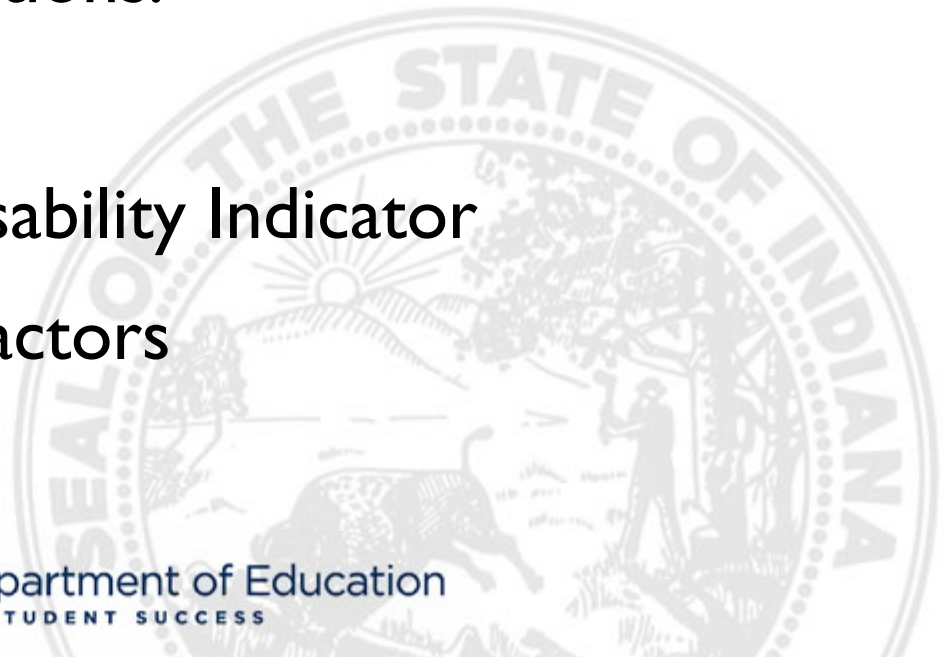 THE STATE OF INDIANA
SEAL OF
sability Indicator
actors
partment of Education
TUDENT SUCCESS